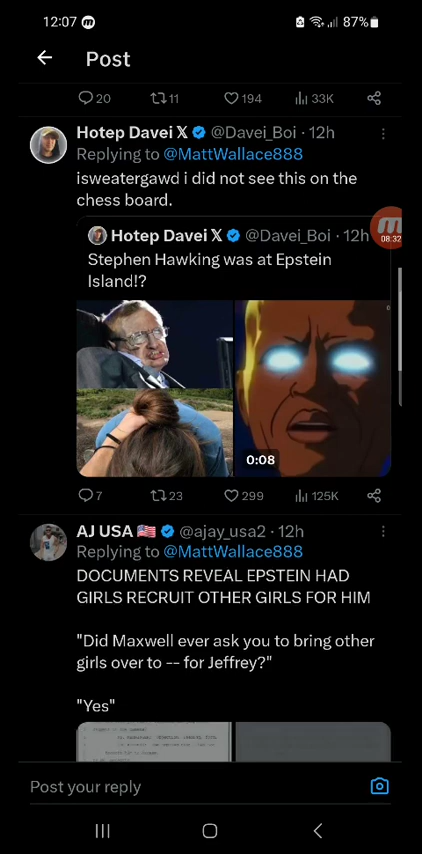 12:07 m 87%
Post
20 11 194 33K
Hotep Davei X @Davei_Boi · 12h
Replying to @MattWallace888
isweatergawd i did not see this on the
chess board.
08:32
Hotep Davei X @Davei_Boi · 12h
Stephen Hawking was at Epstein
Island!?
0:08
7 23 299 125K
AJ USA 🇺🇸 @ajay_usa2 · 12h
Replying to @MattWallace888
DOCUMENTS REVEAL EPSTEIN HAD
GIRLS RECRUIT OTHER GIRLS FOR HIM
"Did Maxwell ever ask you to bring other
girls over to -- for Jeffrey?"
"Yes"
Post your reply